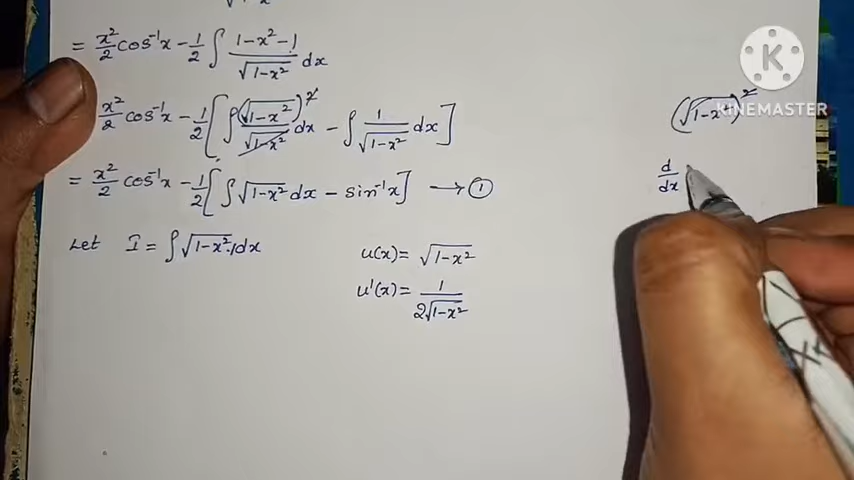 = x²/2 cos⁻¹x - 1/2 ∫ (1-x²-1)/√(1-x²) dx
x²/2 cos⁻¹x - 1/2 [∫ (√(1-x²))²/√(1-x²) dx - ∫ 1/√(1-x²) dx]
= x²/2 cos⁻¹x - 1/2 [∫ √(1-x²) dx - sin⁻¹x] → ①
Let I = ∫ √(1-x²) · 1 dx
u(x) = √(1-x²)
u'(x) = 1/(2√(1-x²))
(√(1-x²))²
d/dx
K
KINEMASTER